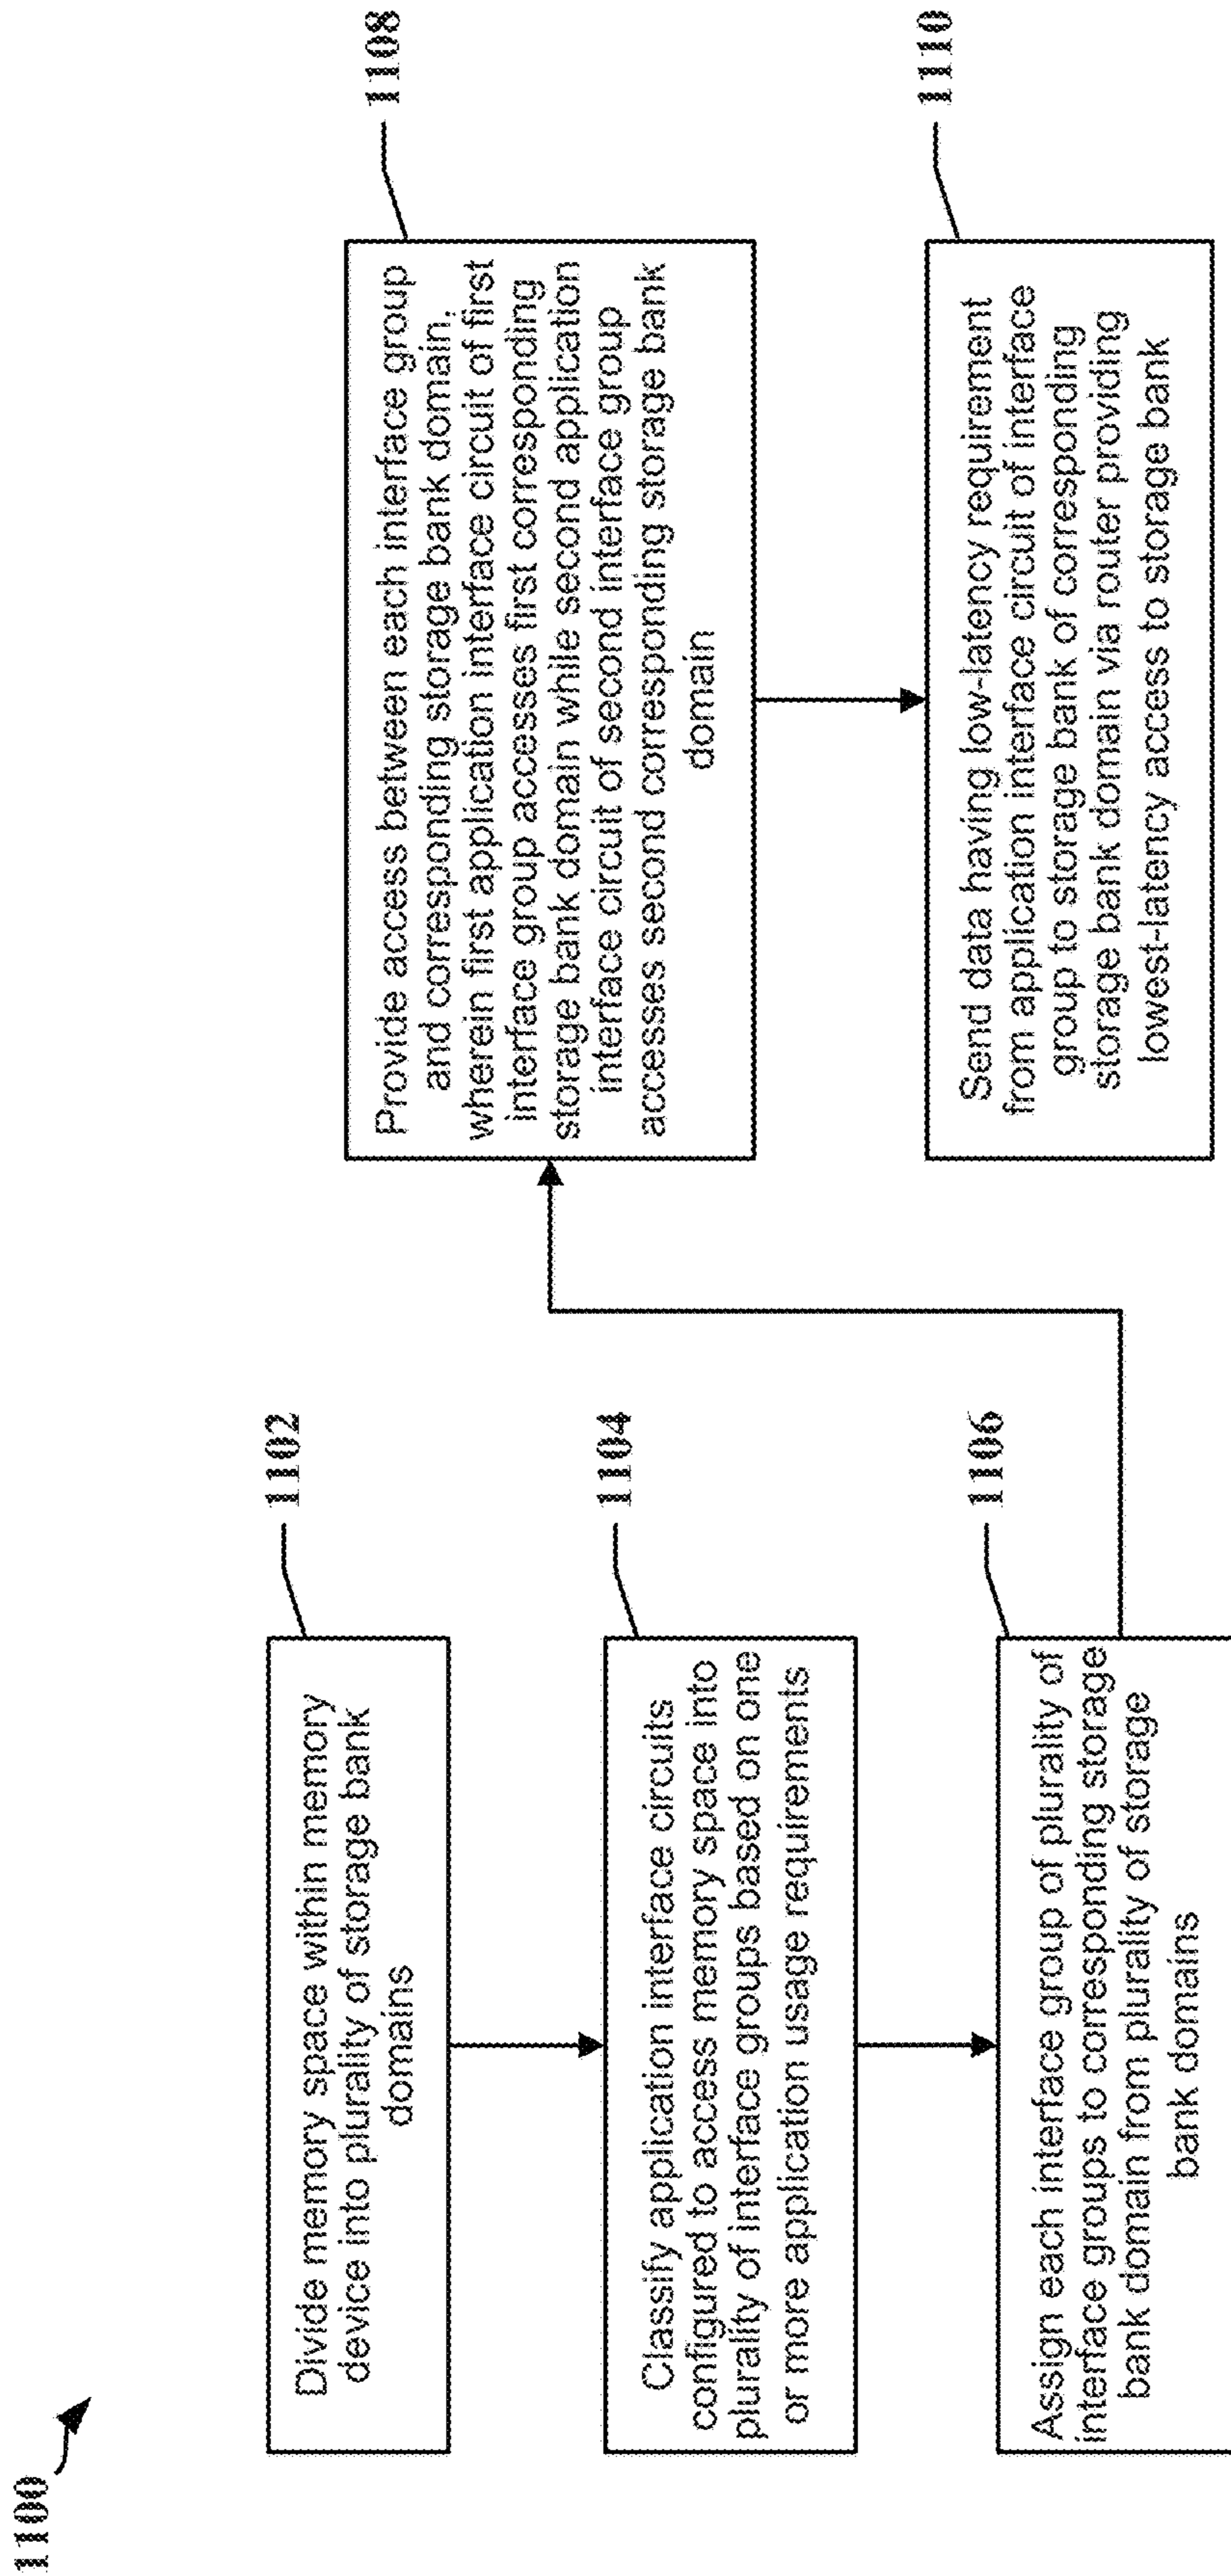 1100
1102
Divide memory space within memory
device into plurality of storage bank
domains
1104
Classify application interface circuits
configured to access memory space into
plurality of interface groups based on one
or more application usage requirements
1106
Assign each interface group of plurality of
interface groups to corresponding storage
bank domain from plurality of storage
bank domains
1108
Provide access between each interface group
and corresponding storage bank domain,
wherein first application interface circuit of first
interface group accesses first corresponding
storage bank domain while second application
interface circuit of second interface group
accesses second corresponding storage bank
domain
1110
Send data having low-latency requirement
from application interface circuit of interface
group to storage bank of corresponding
storage bank domain via router providing
lowest-latency access to storage bank